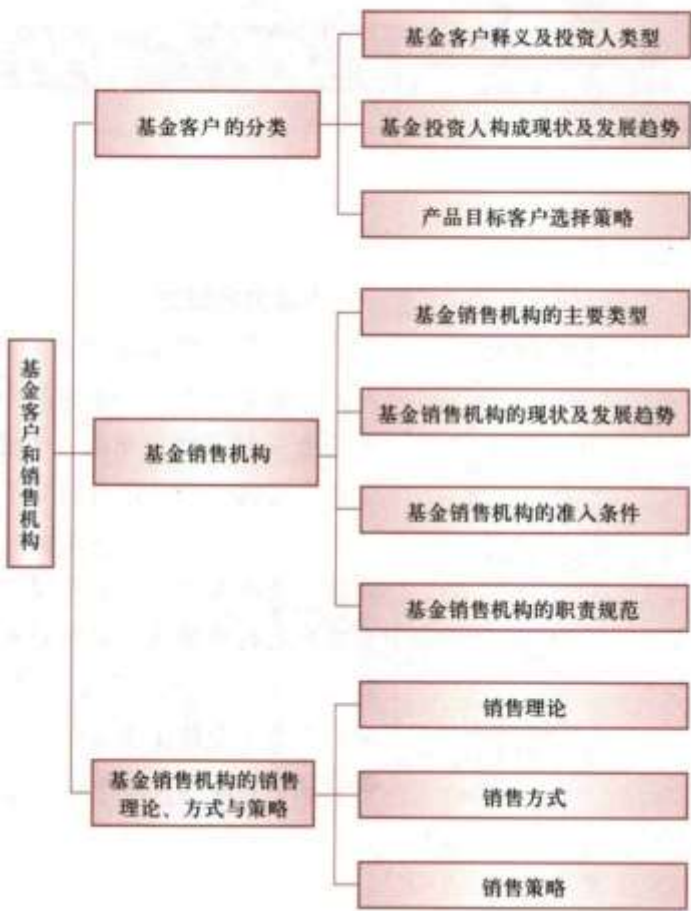 基金客户和销售机构
基金客户的分类
基金客户释义及投资人类型
基金投资人构成现状及发展趋势
产品目标客户选择策略
基金销售机构
基金销售机构的主要类型
基金销售机构的现状及发展趋势
基金销售机构的准入条件
基金销售机构的职责规范
基金销售机构的销售
理论、方式与策略
销售理论
销售方式
销售策略